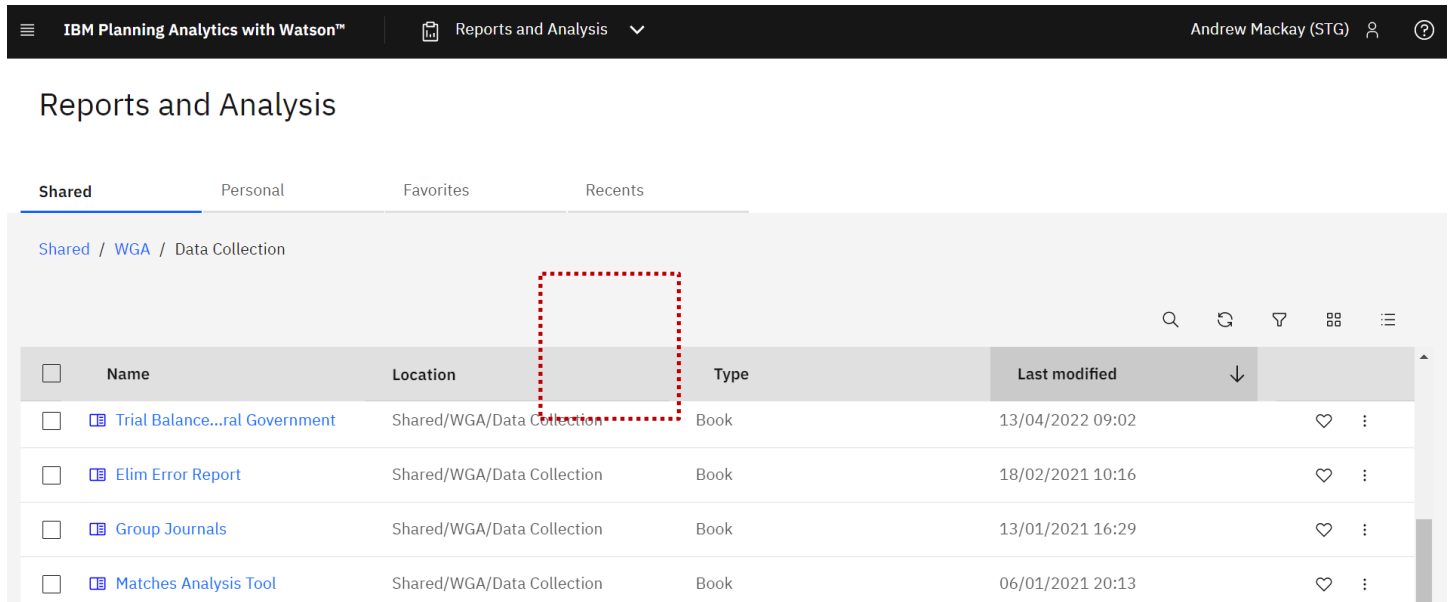 IBM Planning Analytics with Watson™ Reports and Analysis Andrew Mackay (STG)
Reports and Analysis
Shared Personal Favorites Recents
Shared / WGA / Data Collection
Name Location Type Last modified
Trial Balance...ral Government Shared/WGA/Data Collection Book 13/04/2022 09:02
Elim Error Report Shared/WGA/Data Collection Book 18/02/2021 10:16
Group Journals Shared/WGA/Data Collection Book 13/01/2021 16:29
Matches Analysis Tool Shared/WGA/Data Collection Book 06/01/2021 20:13